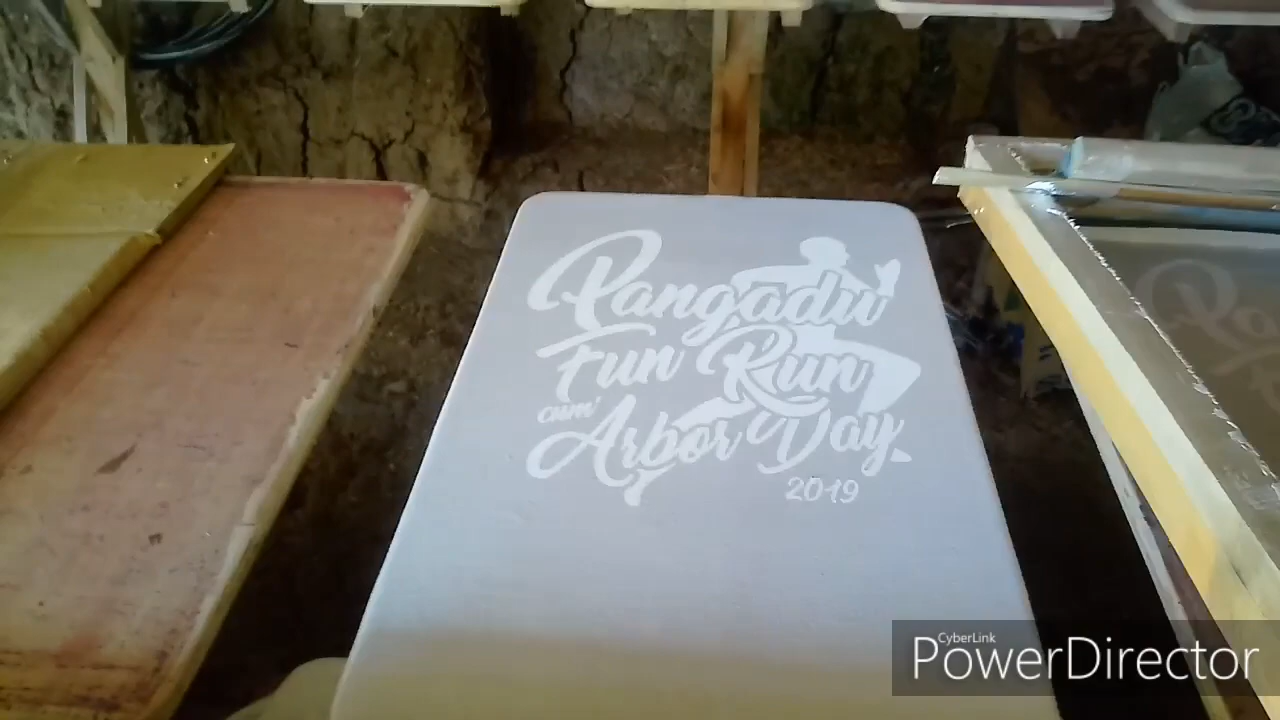 Pangadu
Fun Run
cum'
Arbor Day
2019
CyberLink
PowerDirector